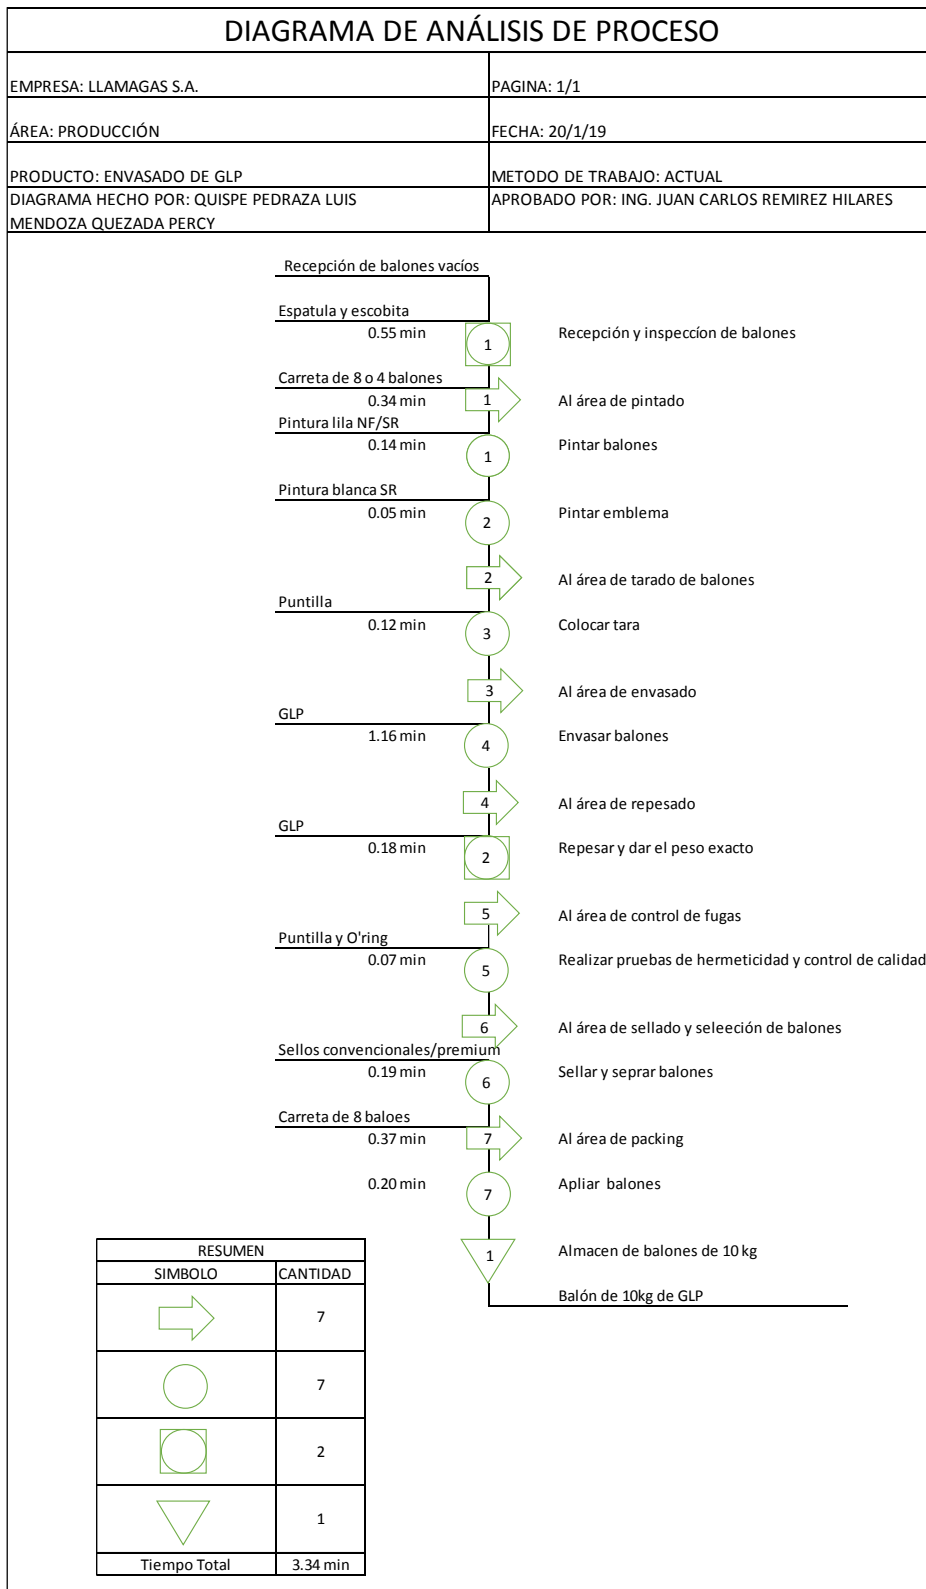 DIAGRAMA DE ANÁLISIS DE PROCESO
EMPRESA: LLAMAGAS S.A.
PAGINA: 1/1
ÁREA: PRODUCCIÓN
FECHA: 20/1/19
PRODUCTO: ENVASADO DE GLP
METODO DE TRABAJO: ACTUAL
DIAGRAMA HECHO POR: QUISPE PEDRAZA LUIS
MENDOZA QUEZADA PERCY
APROBADO POR: ING. JUAN CARLOS REMIREZ HILARES
Recepción de balones vacíos
Espatula y escobita
0.55 min
1
Recepción y inspeccíon de balones
Carreta de 8 o 4 balones
0.34 min
1
Al área de pintado
Pintura lila NF/SR
0.14 min
1
Pintar balones
Pintura blanca SR
0.05 min
2
Pintar emblema
2
Al área de tarado de balones
Puntilla
0.12 min
3
Colocar tara
3
Al área de envasado
GLP
1.16 min
4
Envasar balones
4
Al área de repesado
GLP
0.18 min
2
Repesar y dar el peso exacto
5
Al área de control de fugas
Puntilla y O'ring
0.07 min
5
Realizar pruebas de hermeticidad y control de calidad
6
Al área de sellado y seleeción de balones
Sellos convencionales/premium
0.19 min
6
Sellar y seprar balones
Carreta de 8 baloes
0.37 min
7
Al área de packing
0.20 min
7
Apliar balones
1
Almacen de balones de 10 kg
Balón de 10kg de GLP
RESUMEN
SIMBOLO CANTIDAD
7
7
2
1
Tiempo Total 3.34 min